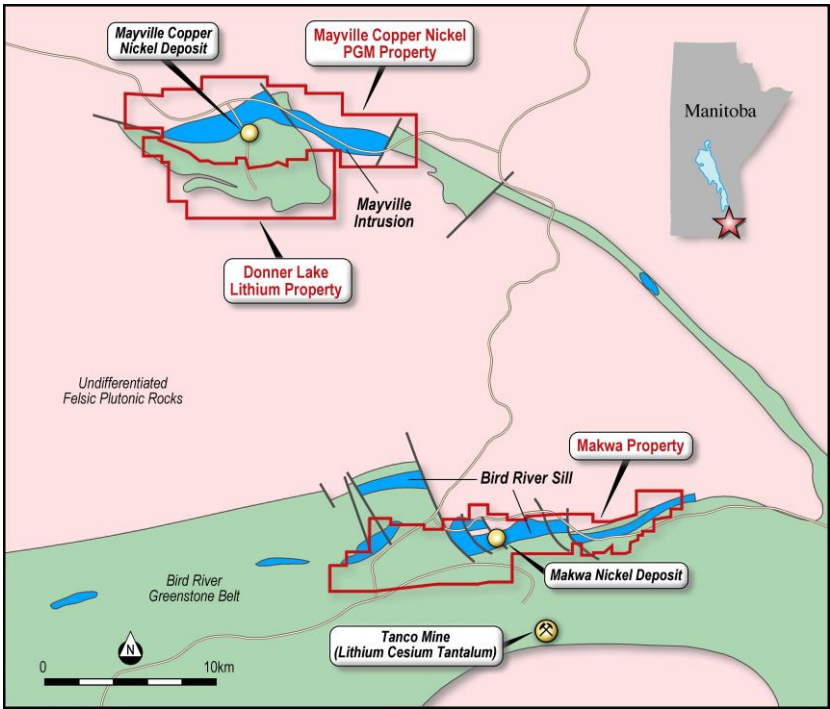 Mayville Copper
Nickel Deposit
Mayville Copper Nickel
PGM Property
Manitoba
Mayville
Intrusion
Donner Lake
Lithium Property
Undifferentiated
Felsic Plutonic Rocks
Makwa Property
Bird River Sill
Makwa Nickel Deposit
Bird River
Greenstone Belt
Tanco Mine
(Lithium Cesium Tantalum)
N
0
10km